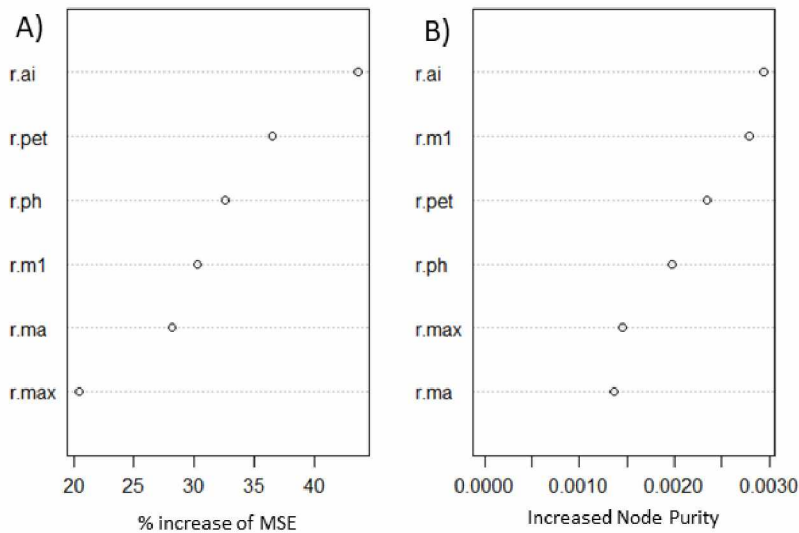 A)
r.ai
r.pet
r.ph
r.m1
r.ma
r.max
20 25 30 35 40
% increase of MSE
B)
r.ai
r.m1
r.pet
r.ph
r.max
r.ma
0.0000 0.0010 0.0020 0.0030
Increased Node Purity